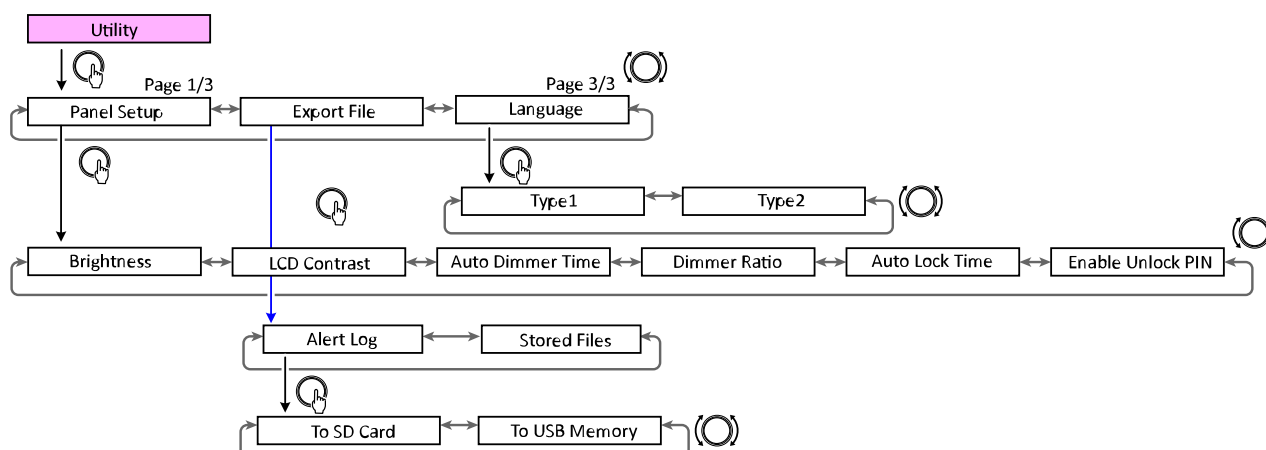 Utility
Page 1/3
Page 3/3
Panel Setup
Export File
Language
Type1
Type2
Brightness
LCD Contrast
Auto Dimmer Time
Dimmer Ratio
Auto Lock Time
Enable Unlock PIN
Alert Log
Stored Files
To SD Card
To USB Memory